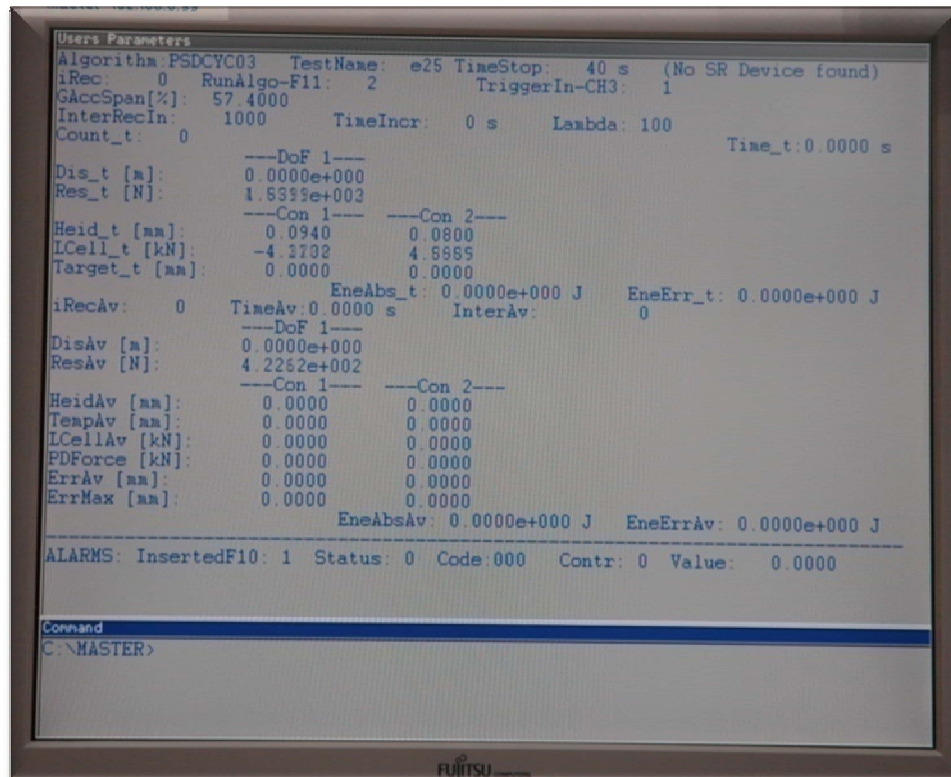 Users Parameters
Algorithm:PSDCYC03 TestName: e25 TimeStop: 40 s (No SR Device found)
iRec: 0 RunAlgo-F11: 2 TriggerIn-CH3: 1
GAccSpan[%]: 57.4000
InterRecIn: 1000 TimeIncr: 0 s Lambda: 100
Count_t: 0 Time_t:0.0000 s
---DoF 1---
Dis_t [m]: 0.0000e+000
Res_t [N]:
---Con 1--- ---Con 2---
Heid_t [mm]: 0.0940 0.0800
LCell_t [kN]:
Target_t [mm]: 0.0000 0.0000
EneAbs_t: 0.0000e+000 J EneErr_t: 0.0000e+000 J
iRecAv: 0 TimeAv:0.0000 s InterAv: 0
---DoF 1---
DisAv [m]: 0.0000e+000
ResAv [N]: 4.2262e+002
---Con 1--- ---Con 2---
HeidAv [mm]: 0.0000 0.0000
TempAv [mm]: 0.0000 0.0000
LCellAv [kN]: 0.0000 0.0000
PDForce [kN]: 0.0000 0.0000
ErrAv [mm]: 0.0000 0.0000
ErrMax [mm]: 0.0000 0.0000
EneAbsAv: 0.0000e+000 J EneErrAv: 0.0000e+000 J
ALARMS: InsertedF10: 1 Status: 0 Code:000 Contr: 0 Value: 0.0000
Command
C:\MASTER>
FUJITSU